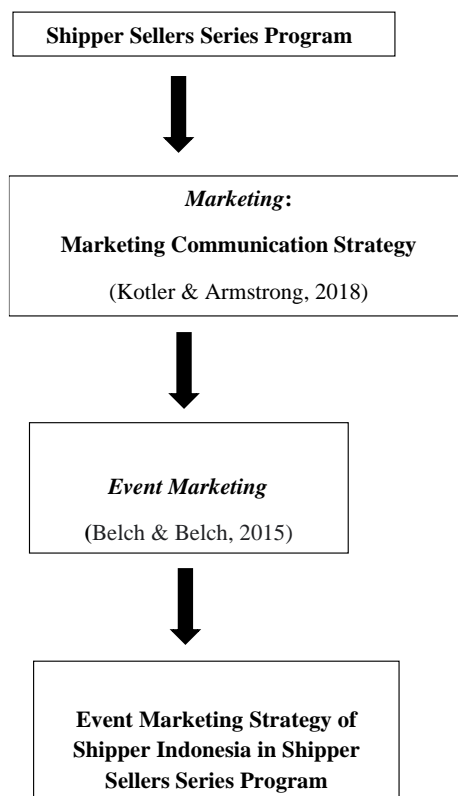 Shipper Sellers Series Program
Marketing:
Marketing Communication Strategy
(Kotler & Armstrong, 2018)
Event Marketing
(Belch & Belch, 2015)
Event Marketing Strategy of
Shipper Indonesia in Shipper
Sellers Series Program